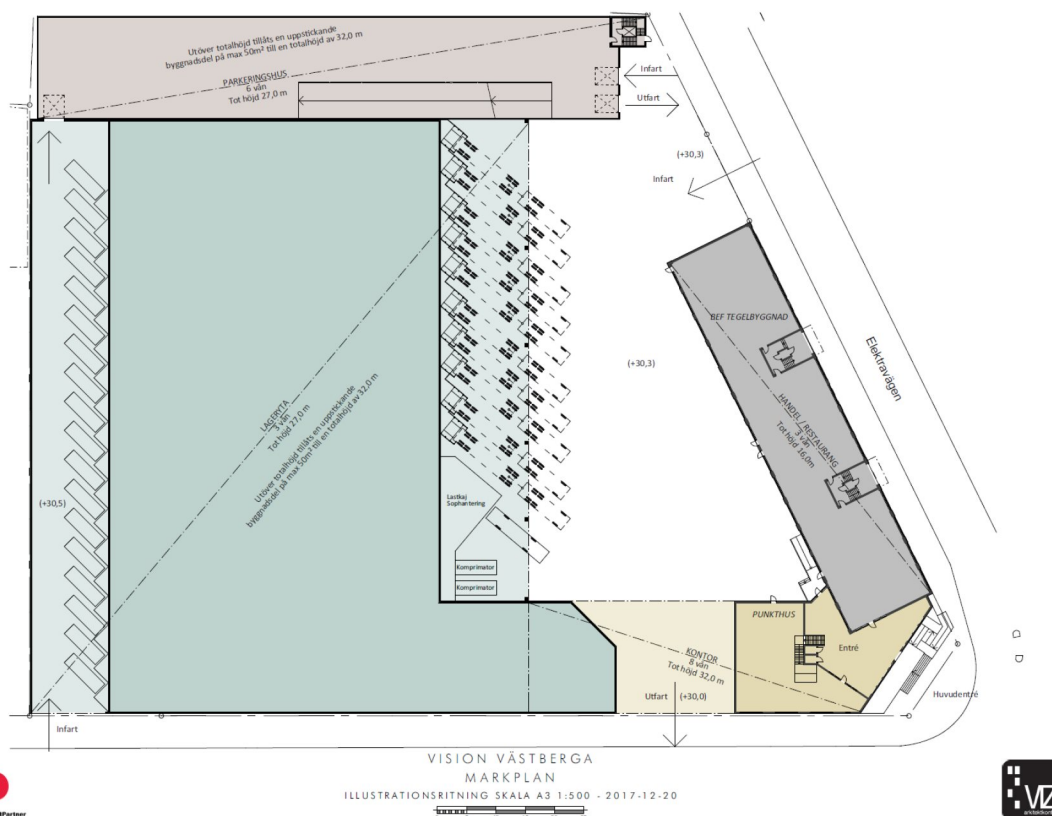 Utöver totalhöjd tillåts en uppstickande
byggnadsdel på max 50m² till en totalhöjd av 32,0 m
PARKERINGSHUS
6 vån
Tot höjd 27,0 m
Infart
Utfart
(+30,3)
Infart
BEF TEGELBYGGNAD
Elektravägen
(+30,3)
HANDEL / RESTAURANG
3 vån
Tot höjd 16,0m
LAGERYTA
3 vån
Tot höjd 27,0 m
Utöver totalhöjd tillåts en uppstickande
byggnadsdel på max 50m² till en totalhöjd av 32,0 m
(+30,5)
Lastkaj
Sophantering
Komprimator
Komprimator
PUNKTHUS
Entré
KONTOR
8 vån
Tot höjd 32,0 m
Utfart (+30,0)
Huvudentré
Infart
VISION VÄSTBERGA
MARKPLAN
ILLUSTRATIONSRITNING SKALA A3 1:500 - 2017-12-20